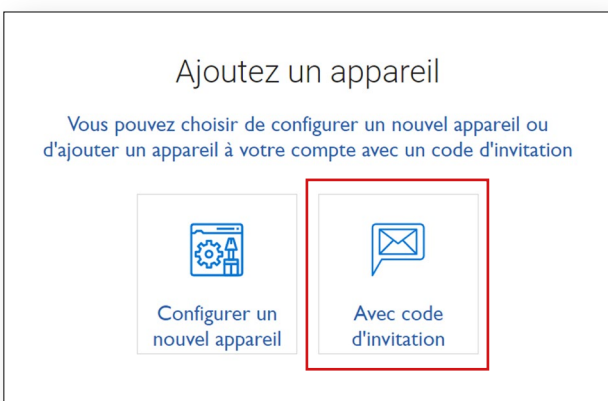 Ajoutez un appareil
Vous pouvez choisir de configurer un nouvel appareil ou
d'ajouter un appareil à votre compte avec un code d'invitation
Configurer un
nouvel appareil
Avec code
d'invitation